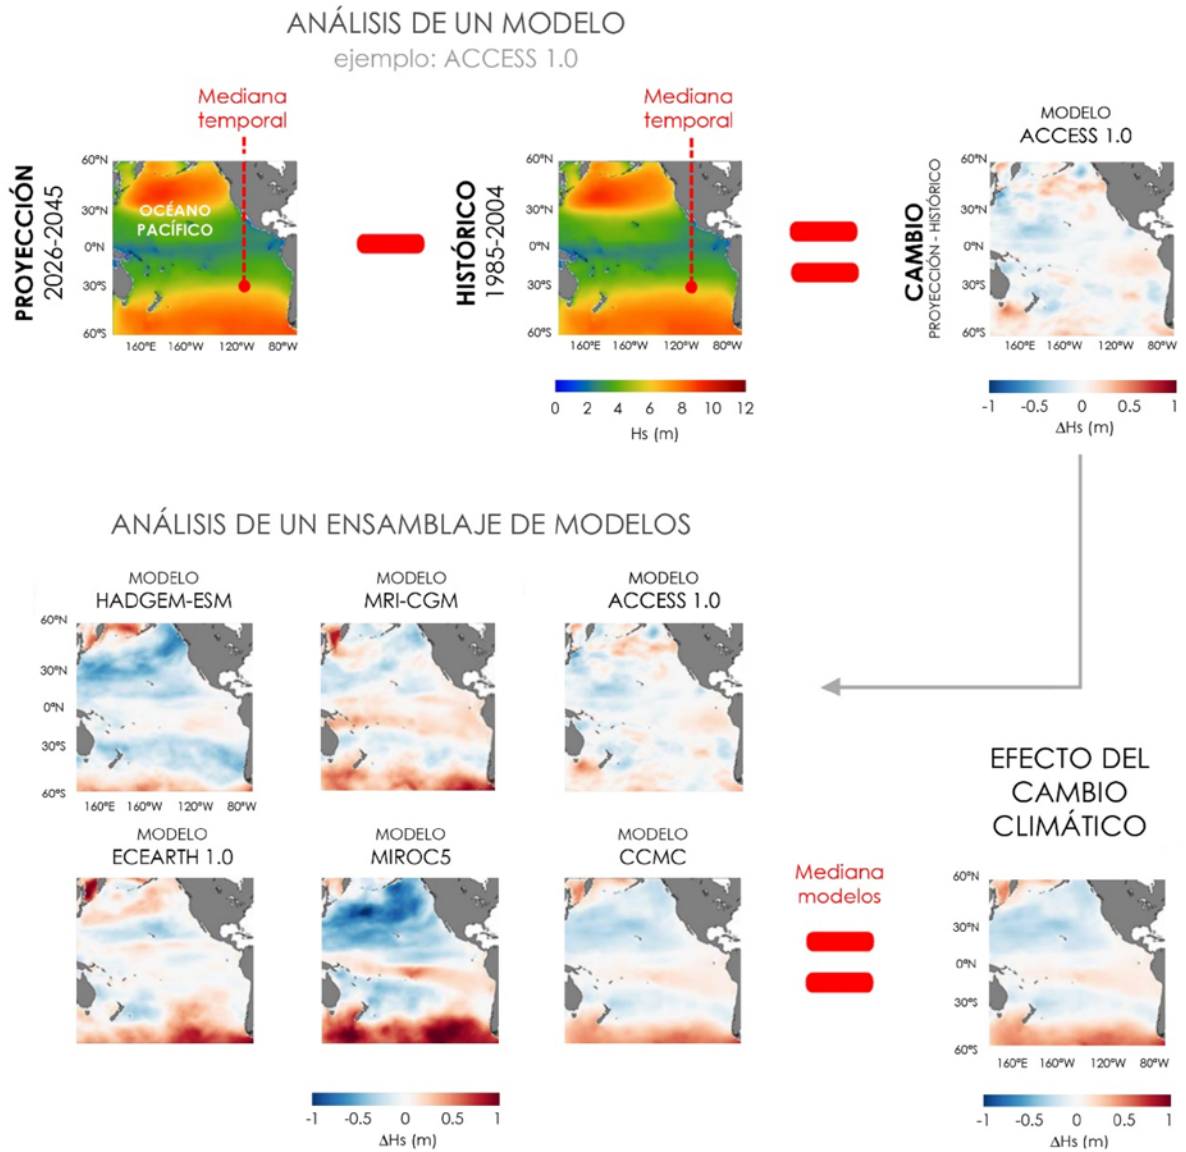 ANÁLISIS DE UN MODELO
ejemplo: ACCESS 1.0
Mediana
temporal
PROYECCIÓN
2026-2045
60°N
30°N
0°N
30°S
60°S
160°E 160°W 120°W 80°W
OCÉANO
PACÍFICO
Mediana
temporal
HISTÓRICO
1985-2004
60°N
30°N
0°N
30°S
60°S
160°E 160°W 120°W 80°W
0 2 4 6 8 10 12
Hs (m)
MODELO
ACCESS 1.0
CAMBIO
PROYECCIÓN - HISTÓRICO
60°N
30°N
0°N
30°S
60°S
160°E 160°W 120°W 80°W
-1 -0.5 0 0.5 1
ΔHs (m)
ANÁLISIS DE UN ENSAMBLAJE DE MODELOS
MODELO
HADGEM-ESM
60°N
30°N
0°N
30°S
60°S
160°E 160°W 120°W 80°W
MODELO
MRI-CGM
MODELO
ACCESS 1.0
MODELO
ECEARTH 1.0
MODELO
MIROC5
MODELO
CCMC
-1 -0.5 0 0.5 1
ΔHs (m)
Mediana
modelos
EFECTO DEL
CAMBIO
CLIMÁTICO
60°N
30°N
0°N
30°S
60°S
160°E 160°W 120°W 80°W
-1 -0.5 0 0.5 1
ΔHs (m)